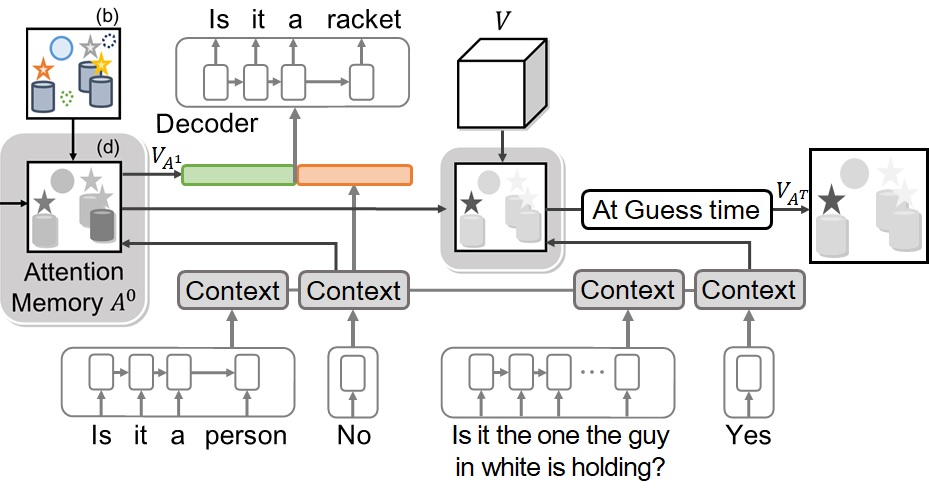 (b)
Is it a racket
V
Decoder
(d)
V_{A^1}
At Guess time
V_{A^T}
Attention
Memory A^0
Context
Context
Context
Context
...
Is it a person
No
Is it the one the guy
in white is holding?
Yes